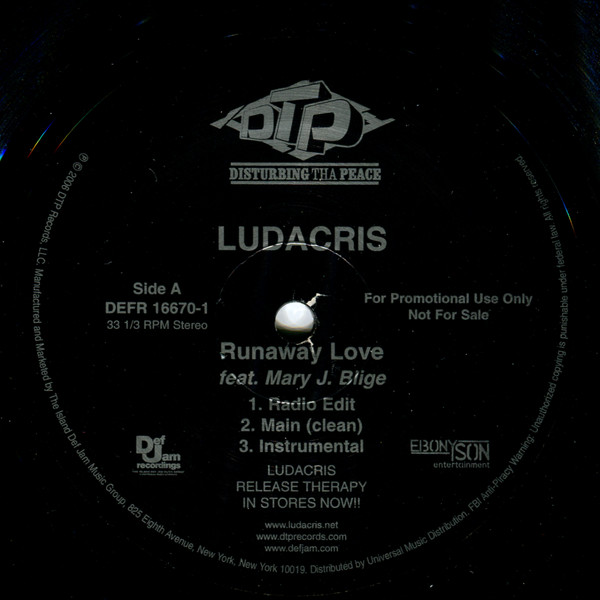 DTP
DISTURBING THA PEACE
LUDACRIS
Side A
DEFR 16670-1
33 1/3 RPM Stereo
For Promotional Use Only
Not For Sale
Runaway Love
feat. Mary J. Blige
1. Radio Edit
2. Main (clean)
3. Instrumental
Def Jam
recordings
EBONY SON
entertainment
LUDACRIS
RELEASE THERAPY
IN STORES NOW!!
www.ludacris.net
www.dtprecords.com
www.defjam.com
℗ © 2006 DTP Records, LLC. Manufactured and Marketed by The Island Def Jam Music Group, 825 Eighth Avenue, New York, New York 10019. Distributed by Universal Music Distribution. FBI Anti-Piracy Warning: Unauthorized copying is punishable under federal law. All rights reserved.